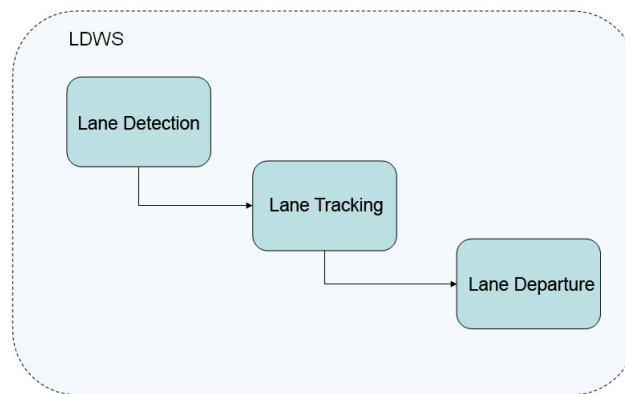 LDWS
Lane Detection
Lane Tracking
Lane Departure